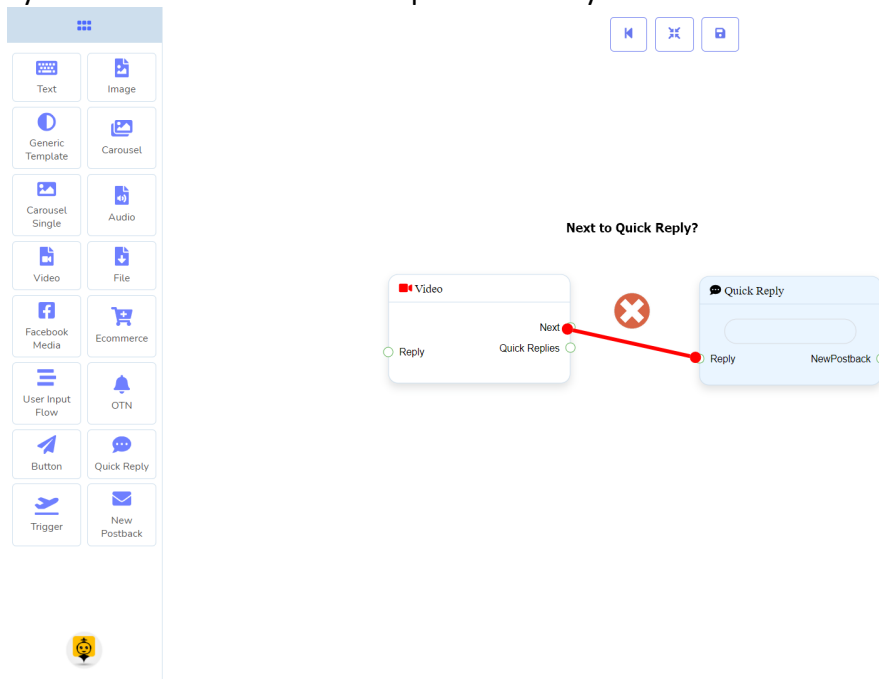 Text
Image
Generic
Template
Carousel
Carousel
Single
Audio
Video
File
Facebook
Media
Ecommerce
User Input
Flow
OTN
Button
Quick Reply
Trigger
New
Postback
Next to Quick Reply?
Video
Next
Reply
Quick Replies
Quick Reply
Reply
NewPostback